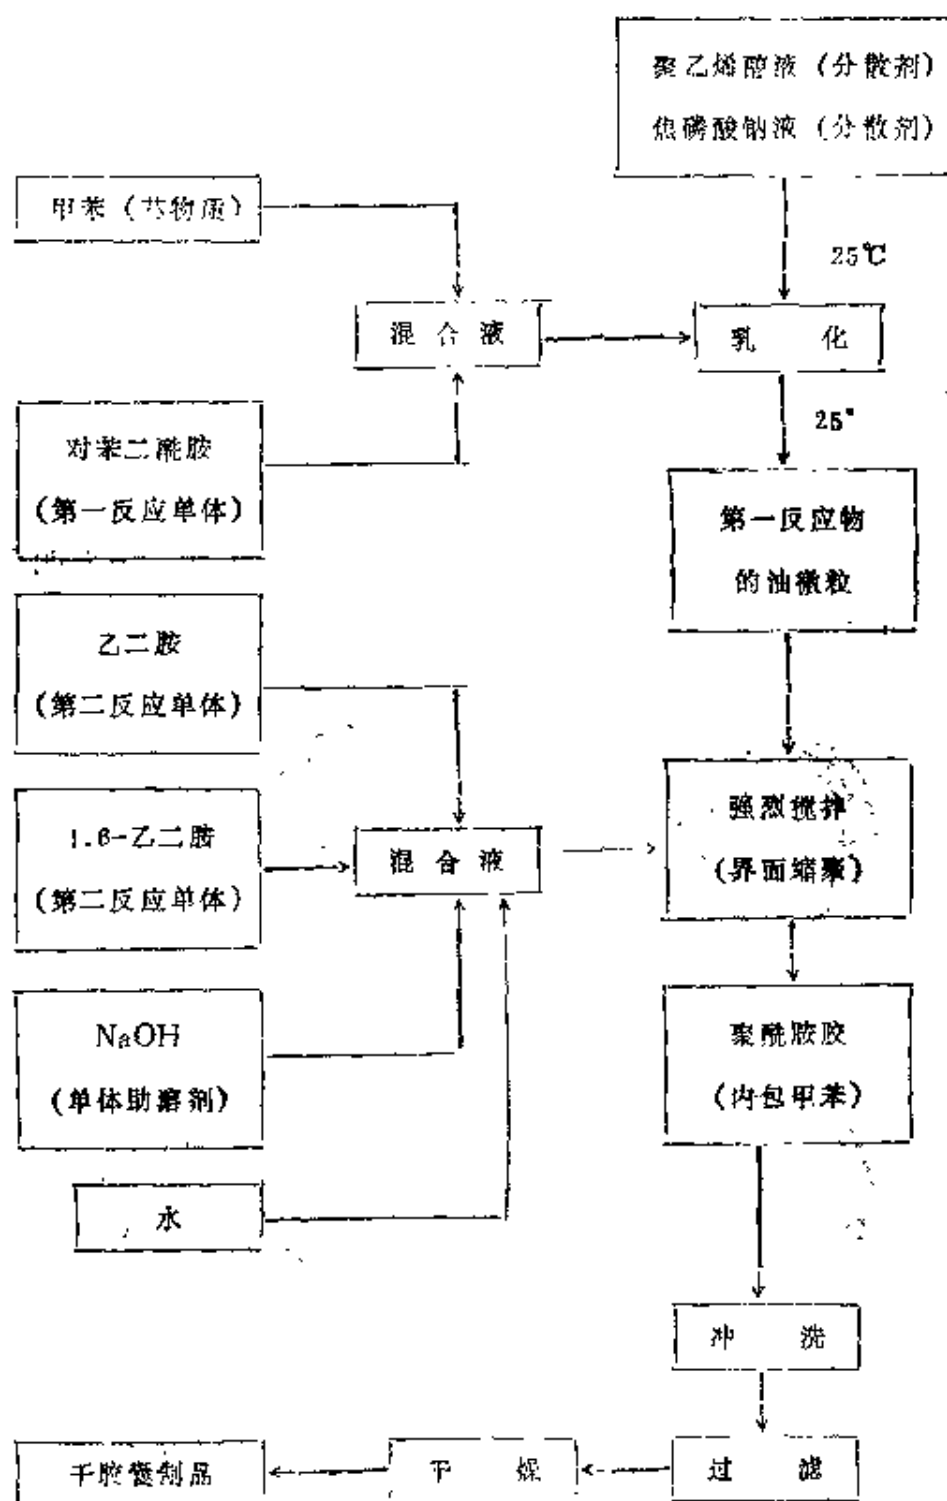 聚乙烯醇液(分散剂)
焦磷酸钠液(分散剂)
甲苯(芯物质)
25℃
混合液
乳 化
25°
对苯二酰胺
(第一反应单体)
第一反应物
的油微粒
乙二胺
(第二反应单体)
强烈搅拌
(界面缩聚)
1.6-乙二胺
(第二反应单体)
混合液
NaOH
(单体助溶剂)
聚酰胺胶
(内包甲苯)
水
冲 洗
过 滤
干 燥
干胶囊制品